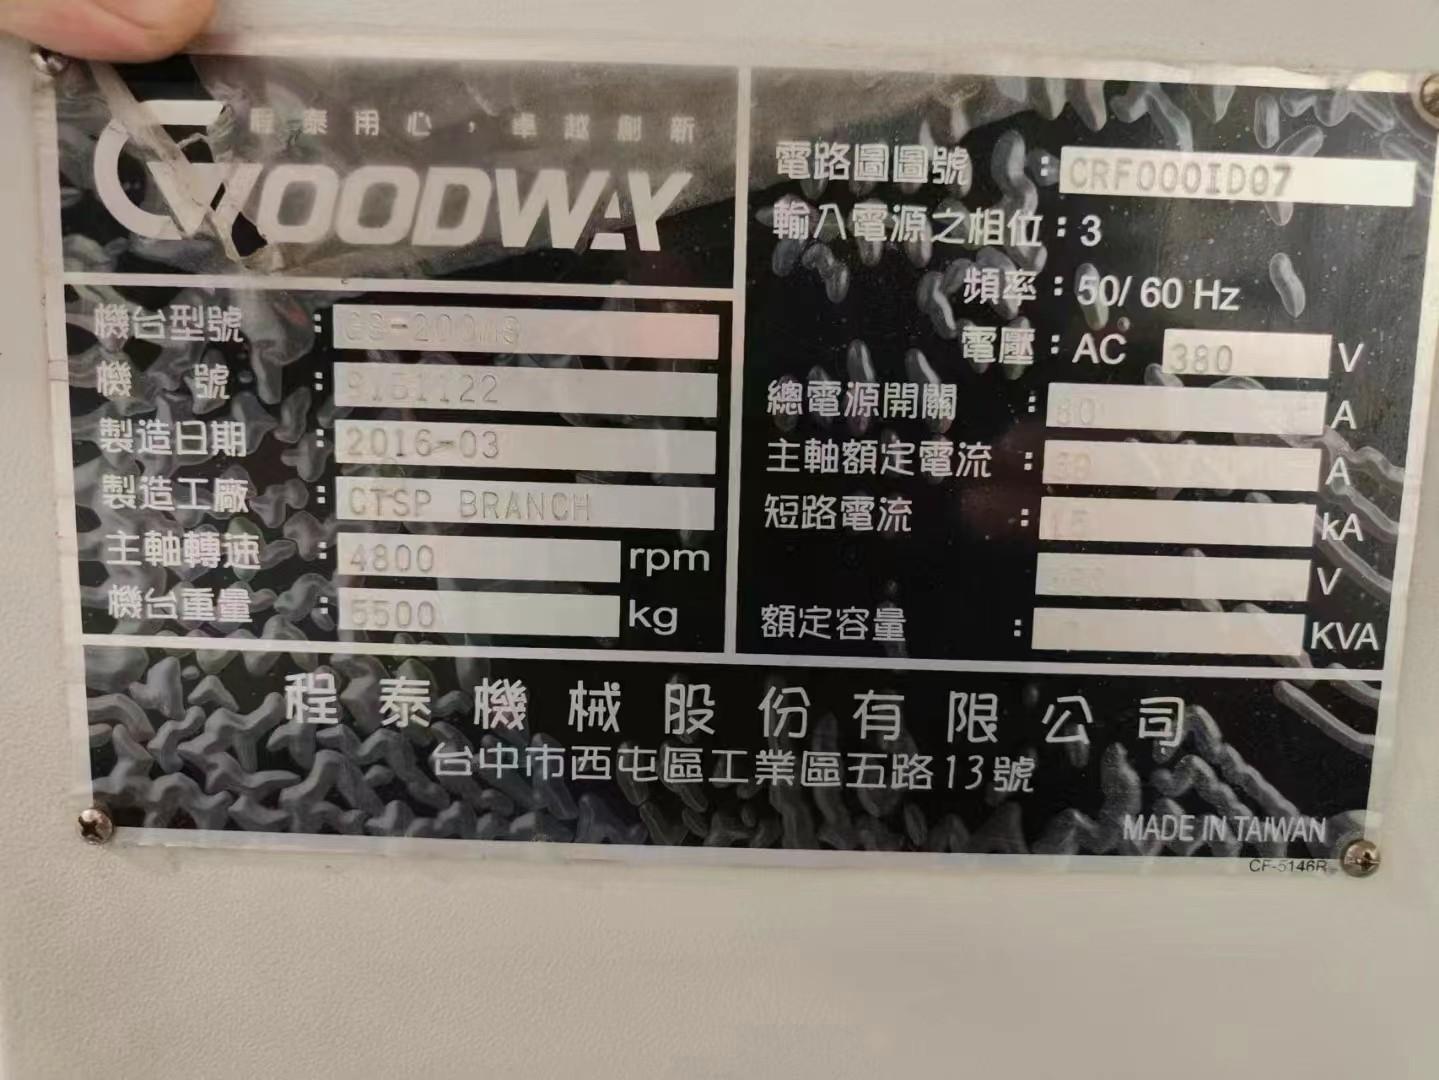 程泰用心，卓越創新
GOODWAY
機台型號 : GS-200MS
機號 :
製造日期 : 2016-03
製造工廠 : CTSP BRANCH
主軸轉速 : 4800 rpm
機台重量 : 5500 kg
電路圖圖號 : CRF000ID07
輸入電源之相位 : 3
頻率 : 50/60 Hz
電壓 : AC 380 V
總電源開關 : 80 A
主軸額定電流 : A
短路電流 : 15 kA
V
額定容量 : KVA
程泰機械股份有限公司
台中市西屯區工業區五路13號
MADE IN TAIWAN
CF-5146R